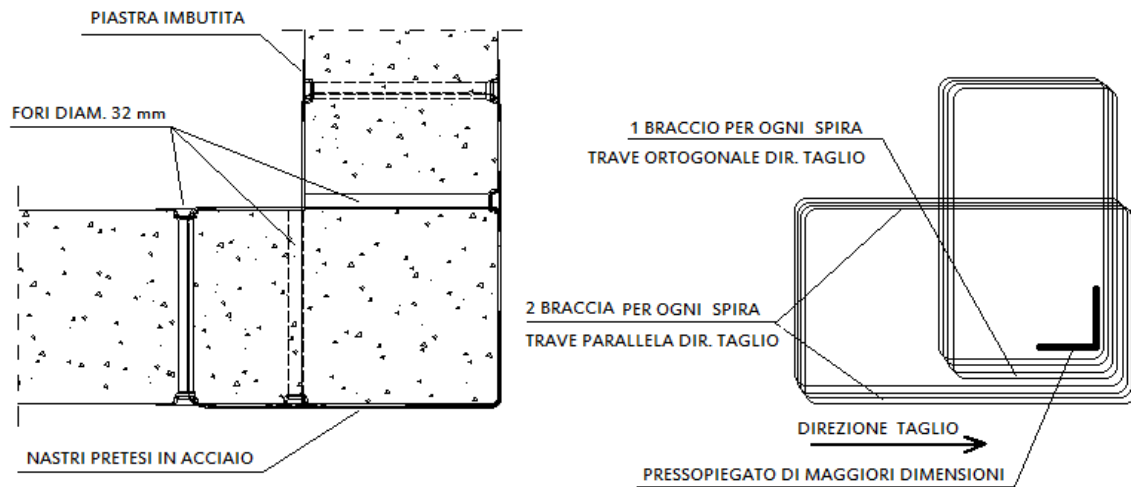 PIASTRA IMBUTITA
FORI DIAM. 32 mm
NASTRI PRETESI IN ACCIAIO
1 BRACCIO PER OGNI SPIRA
TRAVE ORTOGONALE DIR. TAGLIO
2 BRACCIA PER OGNI SPIRA
TRAVE PARALLELA DIR. TAGLIO
DIREZIONE TAGLIO
PRESSOPIEGATO DI MAGGIORI DIMENSIONI